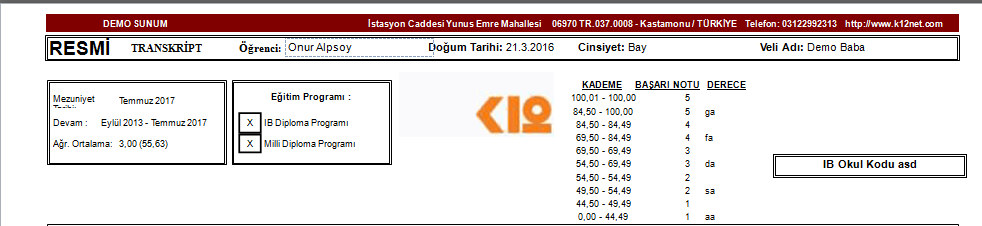 DEMO SUNUM İstasyon Caddesi Yunus Emre Mahallesi 06970 TR.037.0008 - Kastamonu / TÜRKİYE Telefon: 03122992313 http://www.k12net.com
RESMİ TRANSKRİPT Öğrenci: Onur Alpsoy Doğum Tarihi: 21.3.2016 Cinsiyet: Bay Veli Adı: Demo Baba
Mezuniyet Temmuz 2017
Devam : Eylül 2013 - Temmuz 2017
Ağr. Ortalama: 3,00 (55,63)
Eğitim Programı :
X IB Diploma Programı
X Milli Diploma Programı
K12
KADEME BAŞARI NOTU DERECE
100,01 - 100,00 5
84,50 - 100,00 5 ga
84,50 - 84,49 4
69,50 - 84,49 4 fa
69,50 - 69,49 3
54,50 - 69,49 3 da
54,50 - 54,49 2
49,50 - 54,49 2 sa
44,50 - 49,49 1
0,00 - 44,49 1 aa
IB Okul Kodu asd